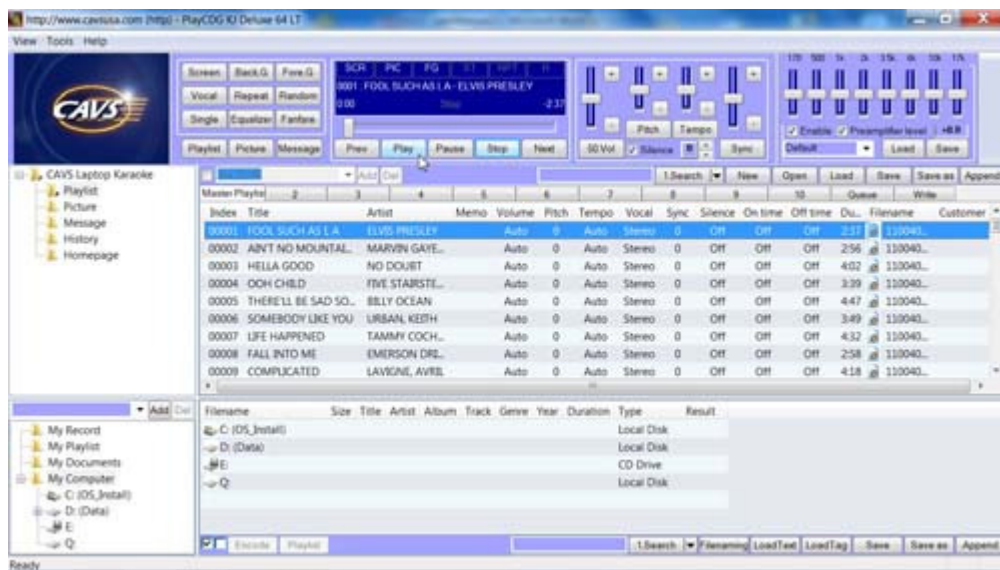 http://www.cavsusa.com (http) - PlayCDG KJ Deluxe 64 LT
View Tools Help
CAVS
Screen Back.G Fore.G
Vocal Repeat Random
Single Equalizer Fanfare
Playlist Picture Message
SCR PIC FG
0001 FOOL SUCH AS I, A - ELVIS PRESLEY
0:00 Stop -2:37
Prev Play Pause Stop Next
Pitch Tempo
50 Vol Silence Sync
170 500 1k
Enable Preamplifier level
Default Load Save
CAVS Laptop Karaoke
Playlist
Picture
Message
History
Homepage
Add Del 1.Search New Open Load Save Save as Append
Master Playlist 2 3 4 5 6 7 8 9 10 Queue Write
Index Title Artist Memo Volume Pitch Tempo Vocal Sync Silence On time Off time Du... Filename Customer
00001 FOOL SUCH AS I, A ELVIS PRESLEY Auto 0 Auto Stereo 0 Off Off Off 2:37 110040...
00002 AIN'T NO MOUNTAL... MARVIN GAYE... Auto 0 Auto Stereo 0 Off Off Off 2:56 110040...
00003 HELLA GOOD NO DOUBT Auto 0 Auto Stereo 0 Off Off Off 4:02 110040...
00004 OOH CHILD FIVE STAIRSTE... Auto 0 Auto Stereo 0 Off Off Off 3:39 110040...
00005 THERE'LL BE SAD SO... BILLY OCEAN Auto 0 Auto Stereo 0 Off Off Off 4:47 110040...
00006 SOMEBODY LIKE YOU URBAN, KEITH Auto 0 Auto Stereo 0 Off Off Off 3:49 110040...
00007 LIFE HAPPENED TAMMY COCH... Auto 0 Auto Stereo 0 Off Off Off 4:32 110040...
00008 FALL INTO ME EMERSON DRI... Auto 0 Auto Stereo 0 Off Off Off 2:58 110040...
00009 COMPLICATED LAVIGNE, AVRIL Auto 0 Auto Stereo 0 Off Off Off 4:18 110040...
Add Del
My Record
My Playlist
My Documents
My Computer
C: (OS_Install)
D: (Data)
E:
Q:
Filename Size Title Artist Album Track Genre Year Duration Type Result
C: (OS_Install) Local Disk
D: (Data) Local Disk
E: CD Drive
Q: Local Disk
Encode Playlist 1.Search Filenaming LoadText LoadTag Save Save as Append
Ready